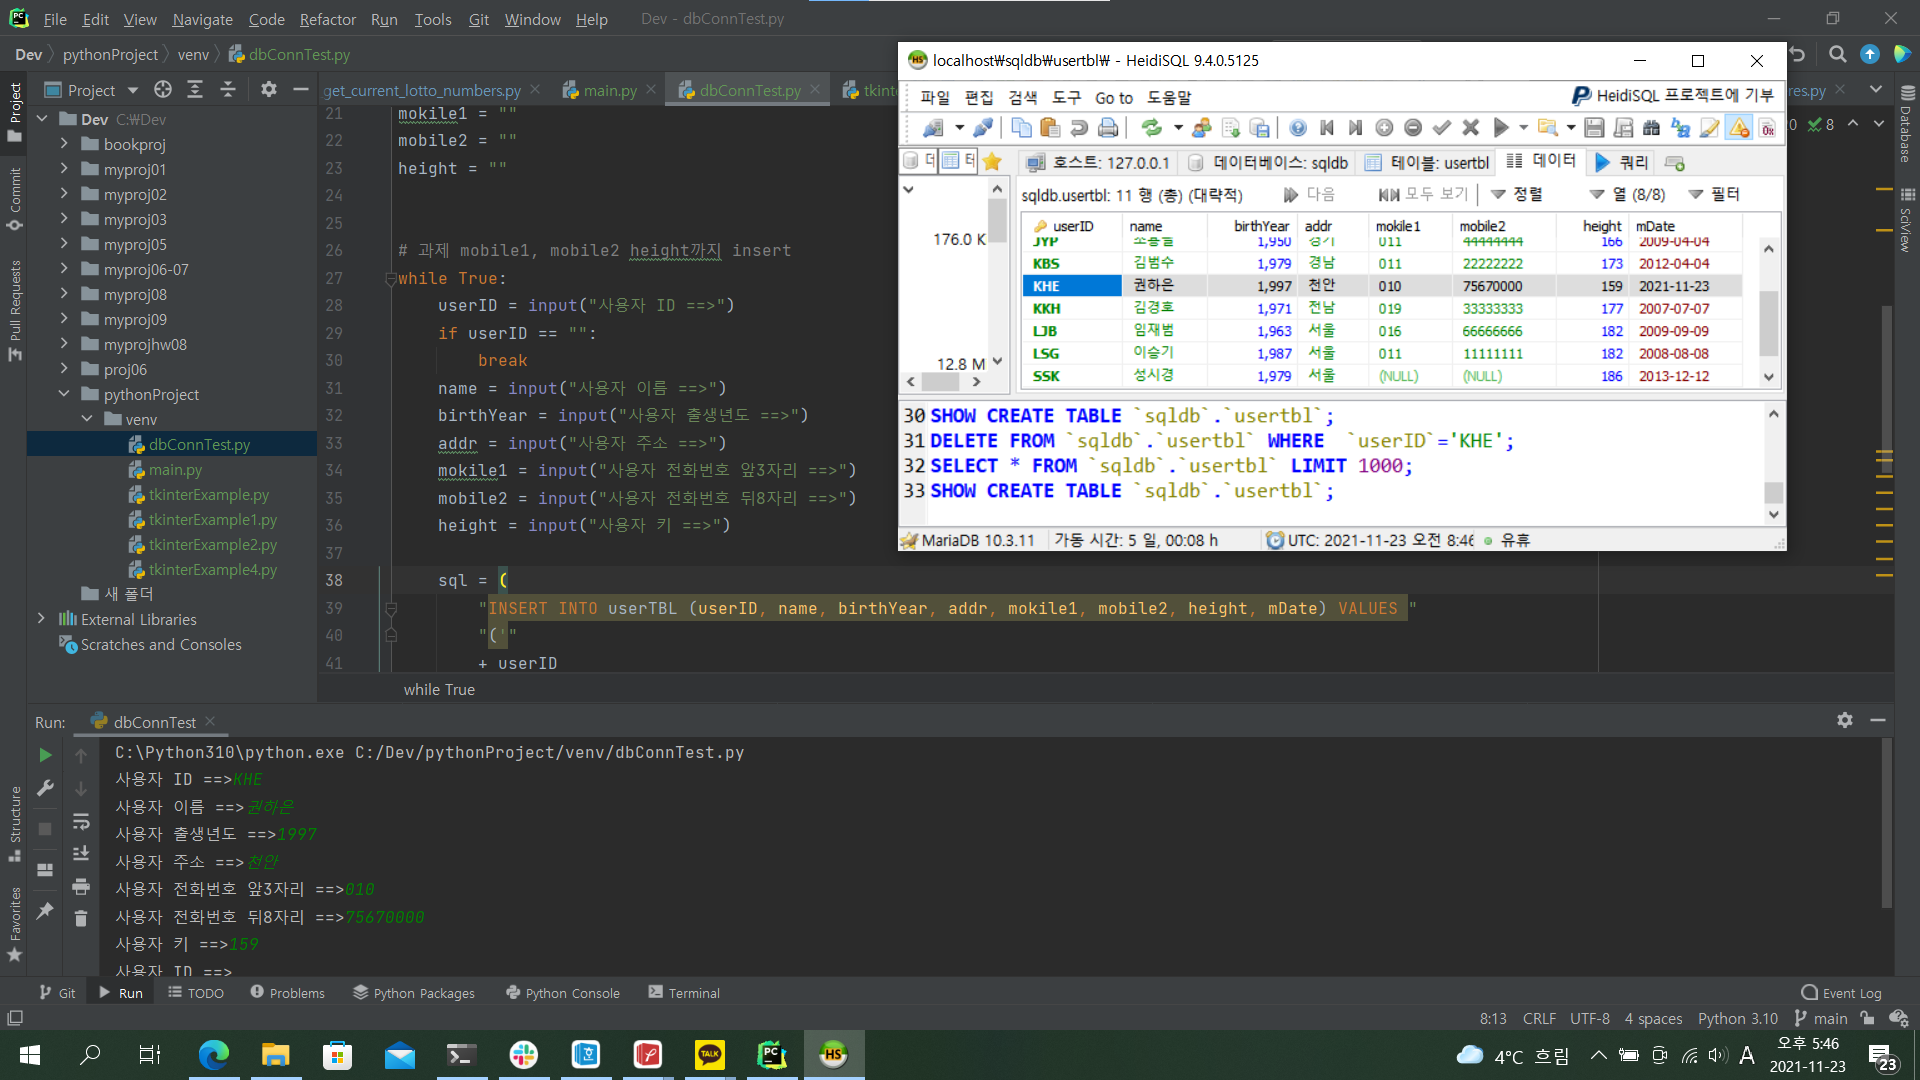 File Edit View Navigate Code Refactor Run Tools Git Window Help Dev - dbConnTest.py
Dev pythonProject venv dbConnTest.py
Project
get_current_lotto_numbers.py main.py dbConnTest.py
Dev C:\Dev
bookproj
myproj01
myproj02
myproj03
myproj05
myproj06-07
myproj08
myproj09
myprojhw08
proj06
pythonProject
venv
dbConnTest.py
main.py
tkinterExample.py
tkinterExample1.py
tkinterExample2.py
tkinterExample4.py
새 폴더
External Libraries
Scratches and Consoles
Project
Commit
Pull Requests
Structure
Favorites
Database
SciView
21 mokile1 = ""
22 mobile2 = ""
23 height = ""
24
25
26 # 과제 mobile1, mobile2 height까지 insert
27 while True:
28 userID = input("사용자 ID ==>")
29 if userID == "":
30 break
31 name = input("사용자 이름 ==>")
32 birthYear = input("사용자 출생년도 ==>")
33 addr = input("사용자 주소 ==>")
34 mokile1 = input("사용자 전화번호 앞3자리 ==>")
35 mobile2 = input("사용자 전화번호 뒤8자리 ==>")
36 height = input("사용자 키 ==>")
37
38 sql = (
39 "INSERT INTO userTBL (userID, name, birthYear, addr, mokile1, mobile2, height, mDate) VALUES "
40 "('"
41 + userID
while True
localhost₩sqldb₩usertbl₩ - HeidiSQL 9.4.0.5125
파일 편집 검색 도구 Go to 도움말 HeidiSQL 프로젝트에 기부
호스트: 127.0.0.1 데이터베이스: sqldb 테이블: usertbl 데이터 쿼리
sqldb.usertbl: 11 행 (총) (대략적) 다음 모두 보기 정렬 열 (8/8) 필터
176.0 K
12.8 M
userID name birthYear addr mokile1 mobile2 height mDate
JYP 조용필 1,950 경기 011 44444444 166 2009-04-04
KBS 김범수 1,979 경남 011 22222222 173 2012-04-04
KHE 권하은 1,997 천안 010 75670000 159 2021-11-23
KKH 김경호 1,971 전남 019 33333333 177 2007-07-07
LJB 임재범 1,963 서울 016 66666666 182 2009-09-09
LSG 이승기 1,987 서울 011 11111111 182 2008-08-08
SSK 성시경 1,979 서울 (NULL) (NULL) 186 2013-12-12
30 SHOW CREATE TABLE `sqldb`.`usertbl`;
31 DELETE FROM `sqldb`.`usertbl` WHERE  `userID`='KHE';
32 SELECT * FROM `sqldb`.`usertbl` LIMIT 1000;
33 SHOW CREATE TABLE `sqldb`.`usertbl`;
MariaDB 10.3.11 가동 시간: 5 일, 00:08 h UTC: 2021-11-23 오전 8:46 유휴
8
Run: dbConnTest
C:\Python310\python.exe C:/Dev/pythonProject/venv/dbConnTest.py
사용자 ID ==>KHE
사용자 이름 ==>권하은
사용자 출생년도 ==>1997
사용자 주소 ==>천안
사용자 전화번호 앞3자리 ==>010
사용자 전화번호 뒤8자리 ==>75670000
사용자 키 ==>159
사용자 ID ==>
Git Run TODO Problems Python Packages Python Console Terminal Event Log
8:13 CRLF UTF-8 4 spaces Python 3.10 main
4°C 흐림 A 오후 5:46
2021-11-23 23